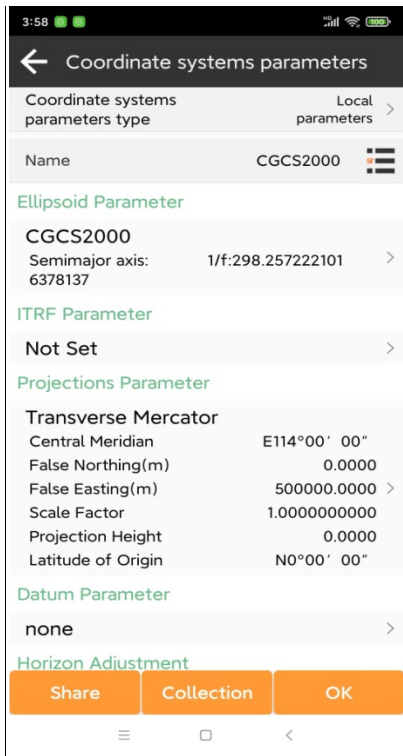 3:58
HD
100
Coordinate systems parameters
Coordinate systems parameters type
Local parameters
Name CGCS2000
Ellipsoid Parameter
CGCS2000
Semimajor axis: 6378137
1/f:298.257222101
ITRF Parameter
Not Set
Projections Parameter
Transverse Mercator
Central Meridian E114°00′ 00″
False Northing(m) 0.0000
False Easting(m) 500000.0000
Scale Factor 1.0000000000
Projection Height 0.0000
Latitude of Origin N0°00′ 00″
Datum Parameter
none
Horizon Adjustment
Share Collection OK